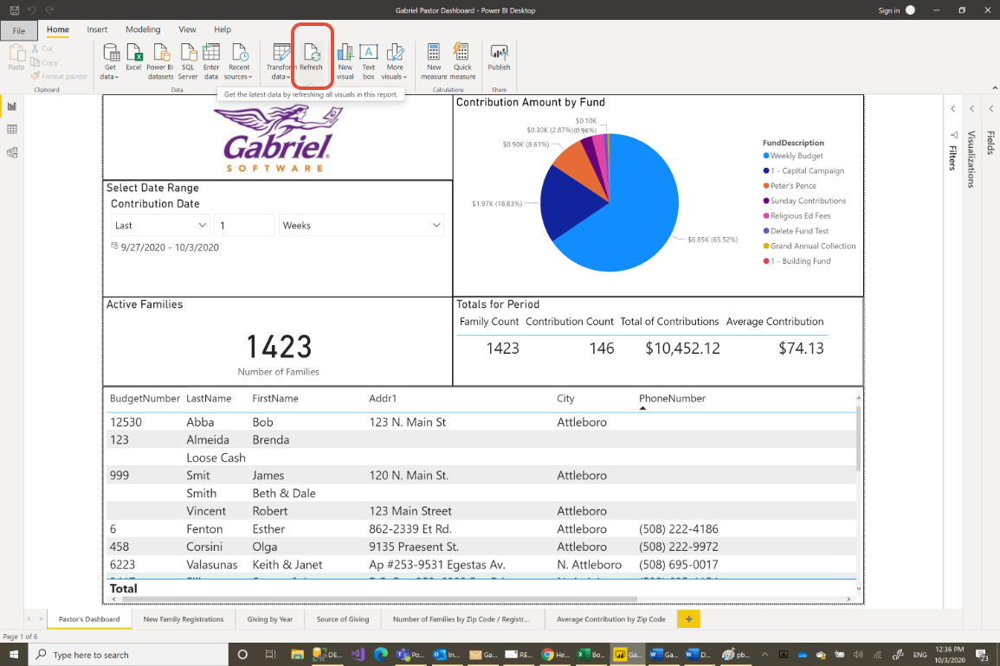 Gabriel Pastor Dashboard - Power BI Desktop
Sign in
File Home Insert Modeling View Help
Paste
Cut
Copy
Format painter
Clipboard
Get data
Excel
Power BI datasets
SQL Server
Enter data
Recent sources
Data
Transform data
Refresh
New visual
Text box
More visuals
New measure
Quick measure
Calculations
Publish
Share
Get the latest data by refreshing all visuals in this report.
Gabriel
SOFTWARE
Select Date Range
Contribution Date
Last 1 Weeks
9/27/2020 - 10/3/2020
Contribution Amount by Fund
$0.10K
(0.96%)
$0.30K (2.87%)
$0.90K (8.61%)
$1.97K (18.83%)
$6.85K (65.52%)
FundDescription
Weekly Budget
1 - Capital Campaign
Peter's Pence
Sunday Contributions
Religious Ed Fees
Delete Fund Test
Grand Annual Collection
1 - Building Fund
Filters
Visualizations
Fields
Active Families
1423
Number of Families
Totals for Period
Family Count Contribution Count Total of Contributions Average Contribution
1423 146 $10,452.12 $74.13
BudgetNumber LastName FirstName Addr1 City PhoneNumber
12530 Abba Bob 123 N. Main St Attleboro
123 Almeida Brenda
Loose Cash
999 Smit James 120 N. Main St. Attleboro
Smith Beth & Dale
Vincent Robert 123 Main Street Attleboro
6 Fenton Esther 862-2339 Et Rd. Attleboro (508) 222-4186
458 Corsini Olga 9135 Praesent St. Attleboro (508) 222-9972
6223 Valasunas Keith & Janet Ap #253-9531 Egestas Av. N. Attleboro (508) 695-0017
Total
Pastor's Dashboard New Family Registrations Giving by Year Source of Giving Number of Families by Zip Code / Registr... Average Contribution by Zip Code +
Page 1 of 6
Type here to search
DE... Po... In... Ga... RE... He... Bo... Ga... Ga... D... pb...
ENG
12:36 PM
10/3/2020
23